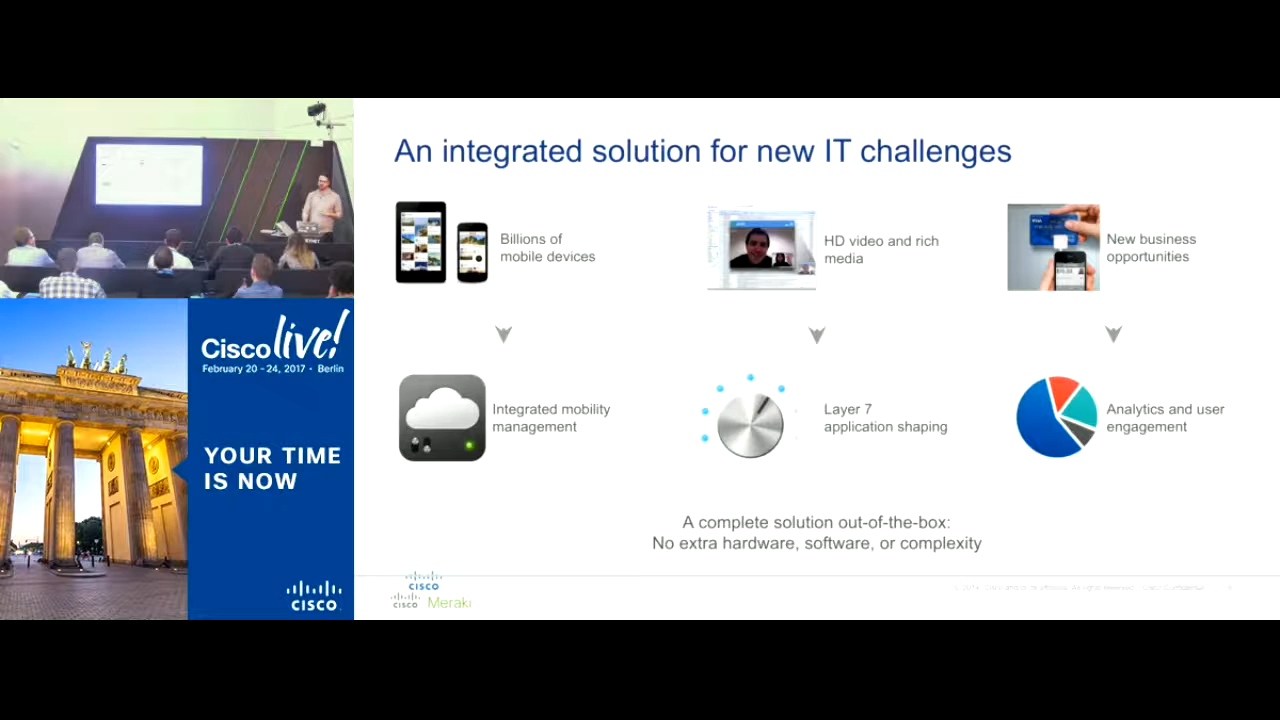 An integrated solution for new IT challenges
Billions of
mobile devices
HD video and rich
media
New business
opportunities
Integrated mobility
management
Layer 7
application shaping
Analytics and user
engagement
A complete solution out-of-the-box:
No extra hardware, software, or complexity
Cisco live!
February 20 - 24, 2017 • Berlin
YOUR TIME
IS NOW
CISCO
CISCO
CISCO Meraki